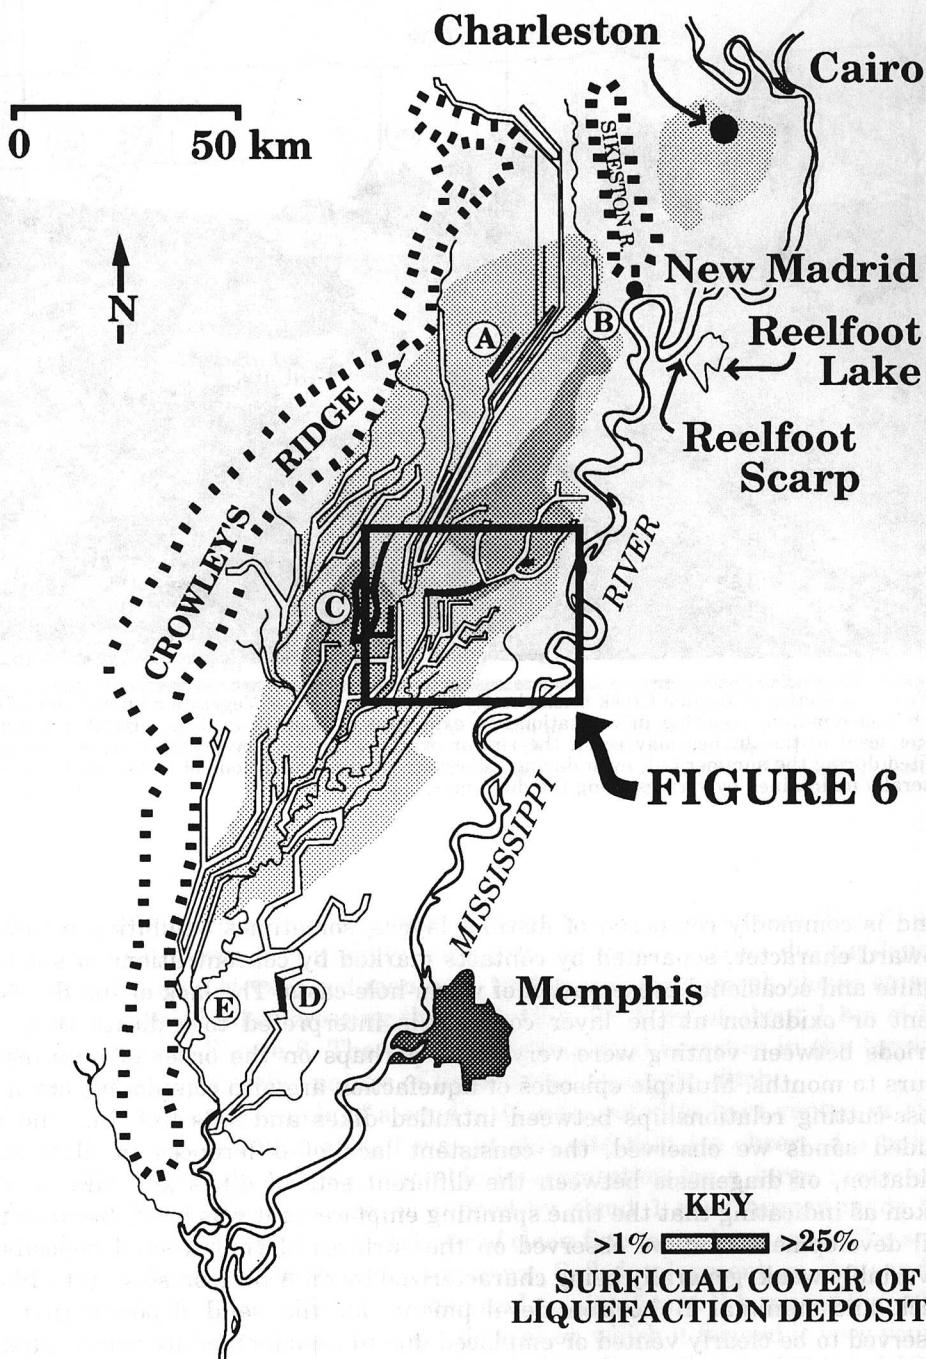 Charleston
Cairo
0 50 km
SIKESTON R.
N
New Madrid
A
B
Reelfoot
Lake
CROWLEY'S RIDGE
Reelfoot
Scarp
C
RIVER
FIGURE 6
MISSISSIPPI
Memphis
E
D
KEY
<1% >25%
SURFICIAL COVER OF
LIQUEFACTION DEPOSIT